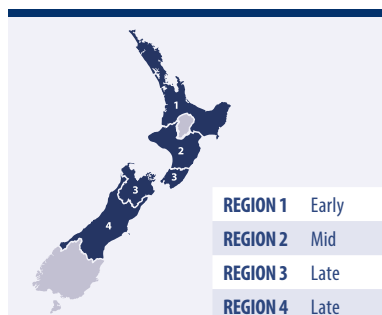 1
2
3
3
4
REGION 1 Early
REGION 2 Mid
REGION 3 Late
REGION 4 Late